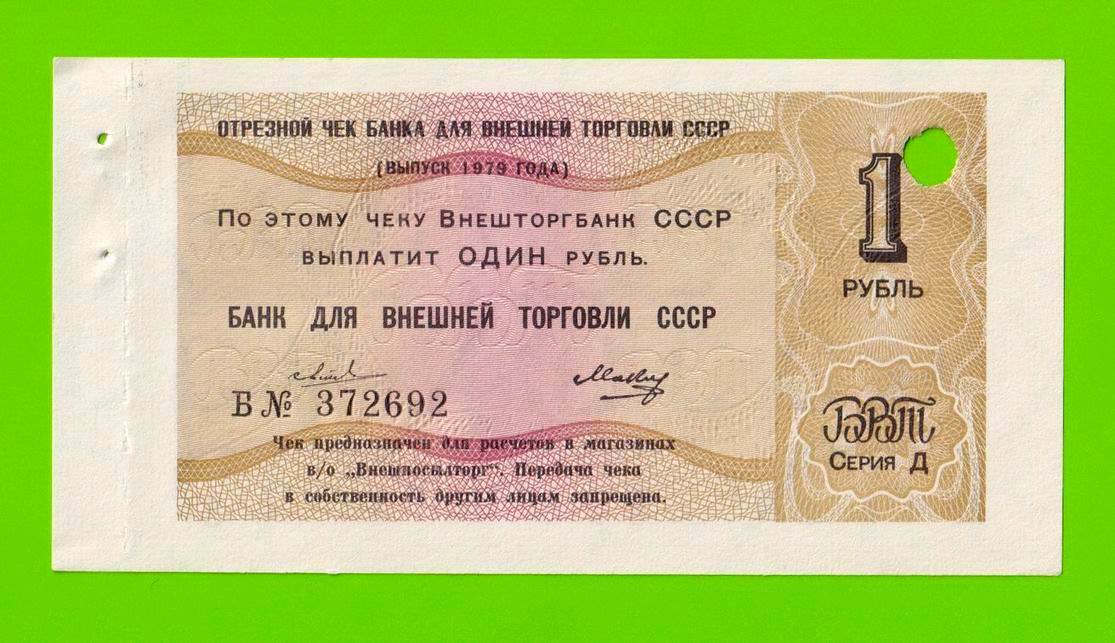 ОТРЕЗНОЙ ЧЕК БАНКА ДЛЯ ВНЕШНЕЙ ТОРГОВЛИ СССР
(ВЫПУСК 1979 ГОДА)
ПО ЭТОМУ ЧЕКУ ВНЕШТОРГБАНК СССР
ВЫПЛАТИТ ОДИН РУБЛЬ.
БАНК ДЛЯ ВНЕШНЕЙ ТОРГОВЛИ СССР
Б № 372692
Чек предназначен для расчетов в магазинах
в/о „Внешпосылторг“. Передача чека
в собственность другим лицам запрещена.
1
РУБЛЬ
БВТ
СЕРИЯ Д